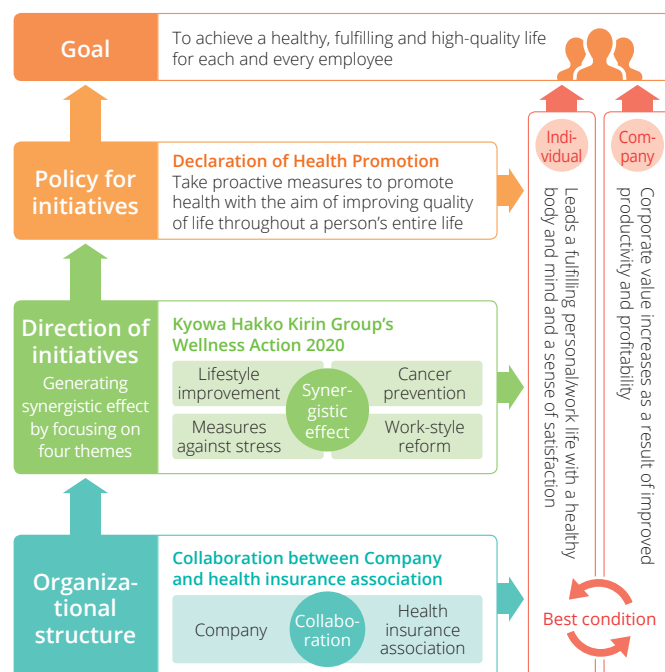 Goal
To achieve a healthy, fulfilling and high-quality life
for each and every employee
Policy for
initiatives
Declaration of Health Promotion
Take proactive measures to promote
health with the aim of improving quality
of life throughout a person's entire life
Direction of
initiatives
Generating
synergistic effect
by focusing on
four themes
Kyowa Hakko Kirin Group's
Wellness Action 2020
Lifestyle
improvement
Cancer
prevention
Syner-
gistic
effect
Measures
against stress
Work-style
reform
Organiza-
tional
structure
Collaboration between Company
and health insurance association
Company
Collabo-
ration
Health
insurance
association
Indi-
vidual
Leads a fulfilling personal/work life with a healthy
body and mind and a sense of satisfaction
Com-
pany
Corporate value increases as a result of improved
productivity and profitability
Best condition